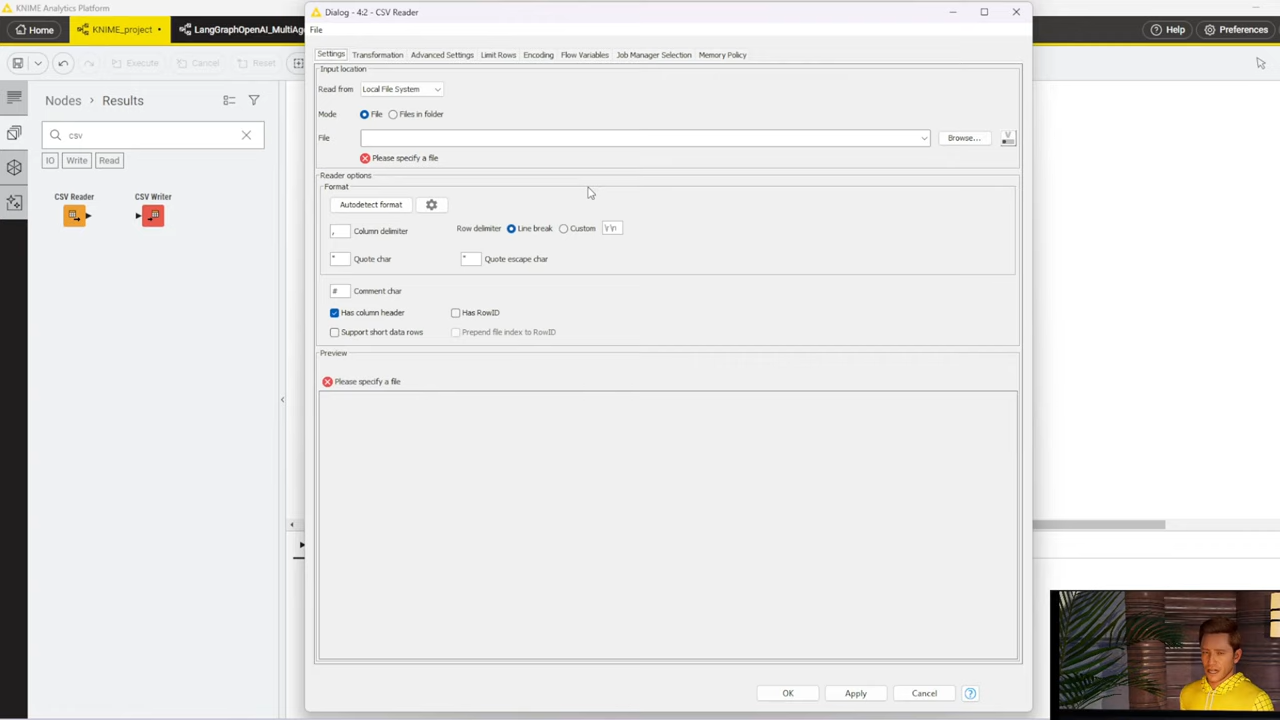 KNIME Analytics Platform
Dialog - 4:2 - CSV Reader
Home
KNIME_project
LangGraphOpenAI_MultiAge
Help
Preferences
File
Execute
Cancel
Reset
Settings
Transformation
Advanced Settings
Limit Rows
Encoding
Flow Variables
Job Manager Selection
Memory Policy
Input location
Read from
Local File System
Nodes > Results
Mode
File
Files in folder
csv
File
Browse...
IO
Write
Read
Please specify a file
Reader options
Format
CSV Reader
CSV Writer
Autodetect format
, Column delimiter
Row delimiter
Line break
Custom
\r\n
" Quote char
" Quote escape char
# Comment char
Has column header
Has RowID
Support short data rows
Prepend file index to RowID
Preview
Please specify a file
OK
Apply
Cancel
?